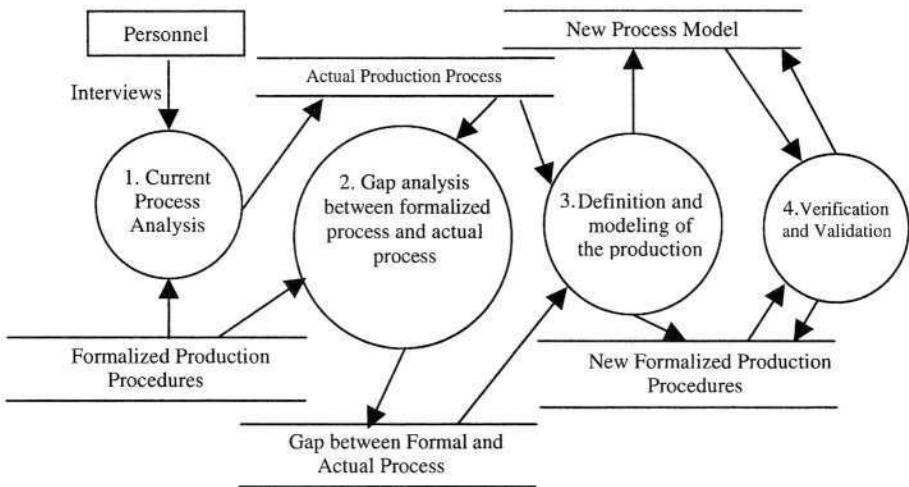 Personnel
Interviews
Actual Production Process
New Process Model
1. Current
Process
Analysis
2. Gap analysis
between formalized
process and actual
process
3. Definition and
modeling of
the production
4. Verification
and Validation
Formalized Production
Procedures
Gap between Formal and
Actual Process
New Formalized Production
Procedures